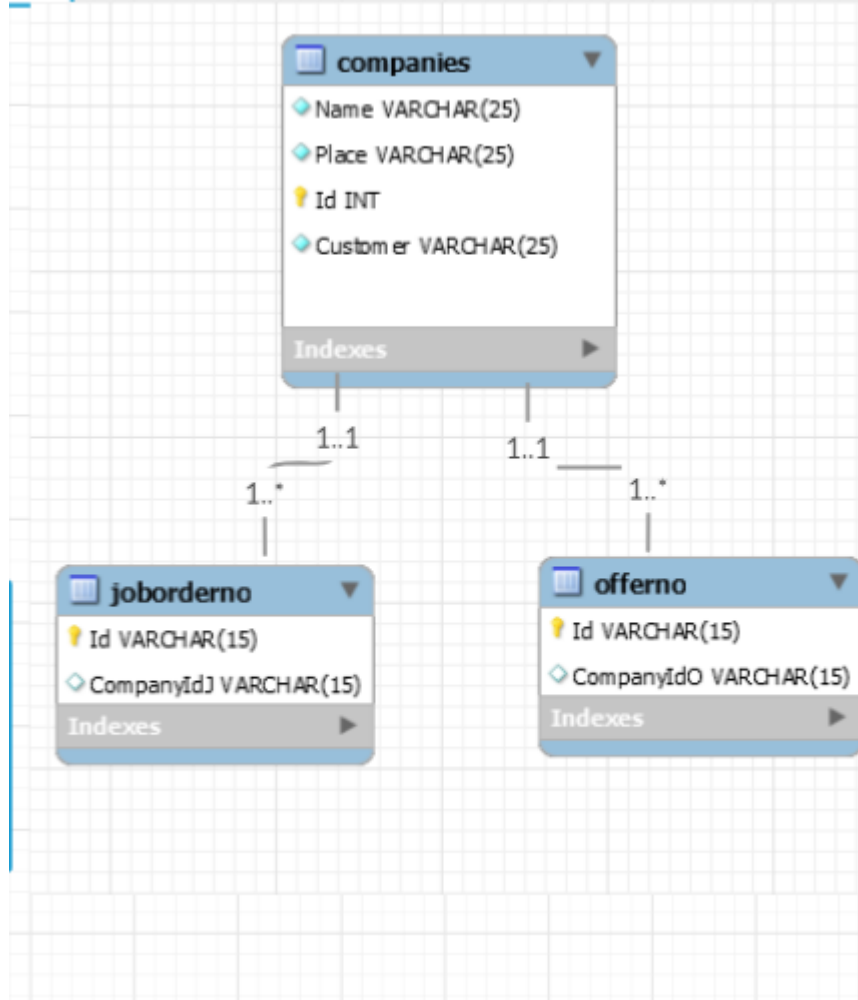 companies
Name VARCHAR(25)
Place VARCHAR(25)
Id INT
Customer VARCHAR(25)
Indexes
1..1
1..1
1..*
1..*
joborderno
Id VARCHAR(15)
CompanyIdJ VARCHAR(15)
Indexes
offerno
Id VARCHAR(15)
CompanyIdO VARCHAR(15)
Indexes